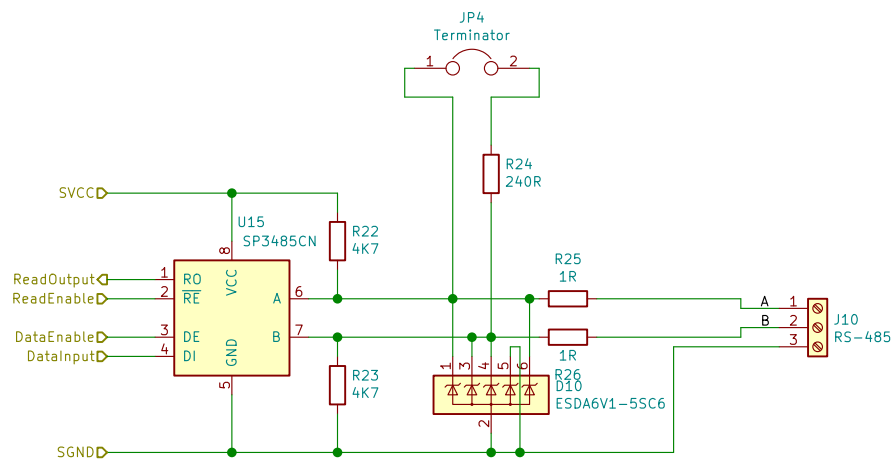 JP4
Terminator
1
2
R24
240R
SVCC
U15
SP3485CN
8
R22
4K7
R25
1R
ReadOutput
1
RO
VCC
ReadEnable
2
RE
A
6
A
1
J10
B
2
RS-485
DataEnable
3
DE
B
7
3
DataInput
4
DI
GND
1R
1
3
4
5
6
R26
5
R23
4K7
D10
ESDA6V1-5SC6
2
SGND